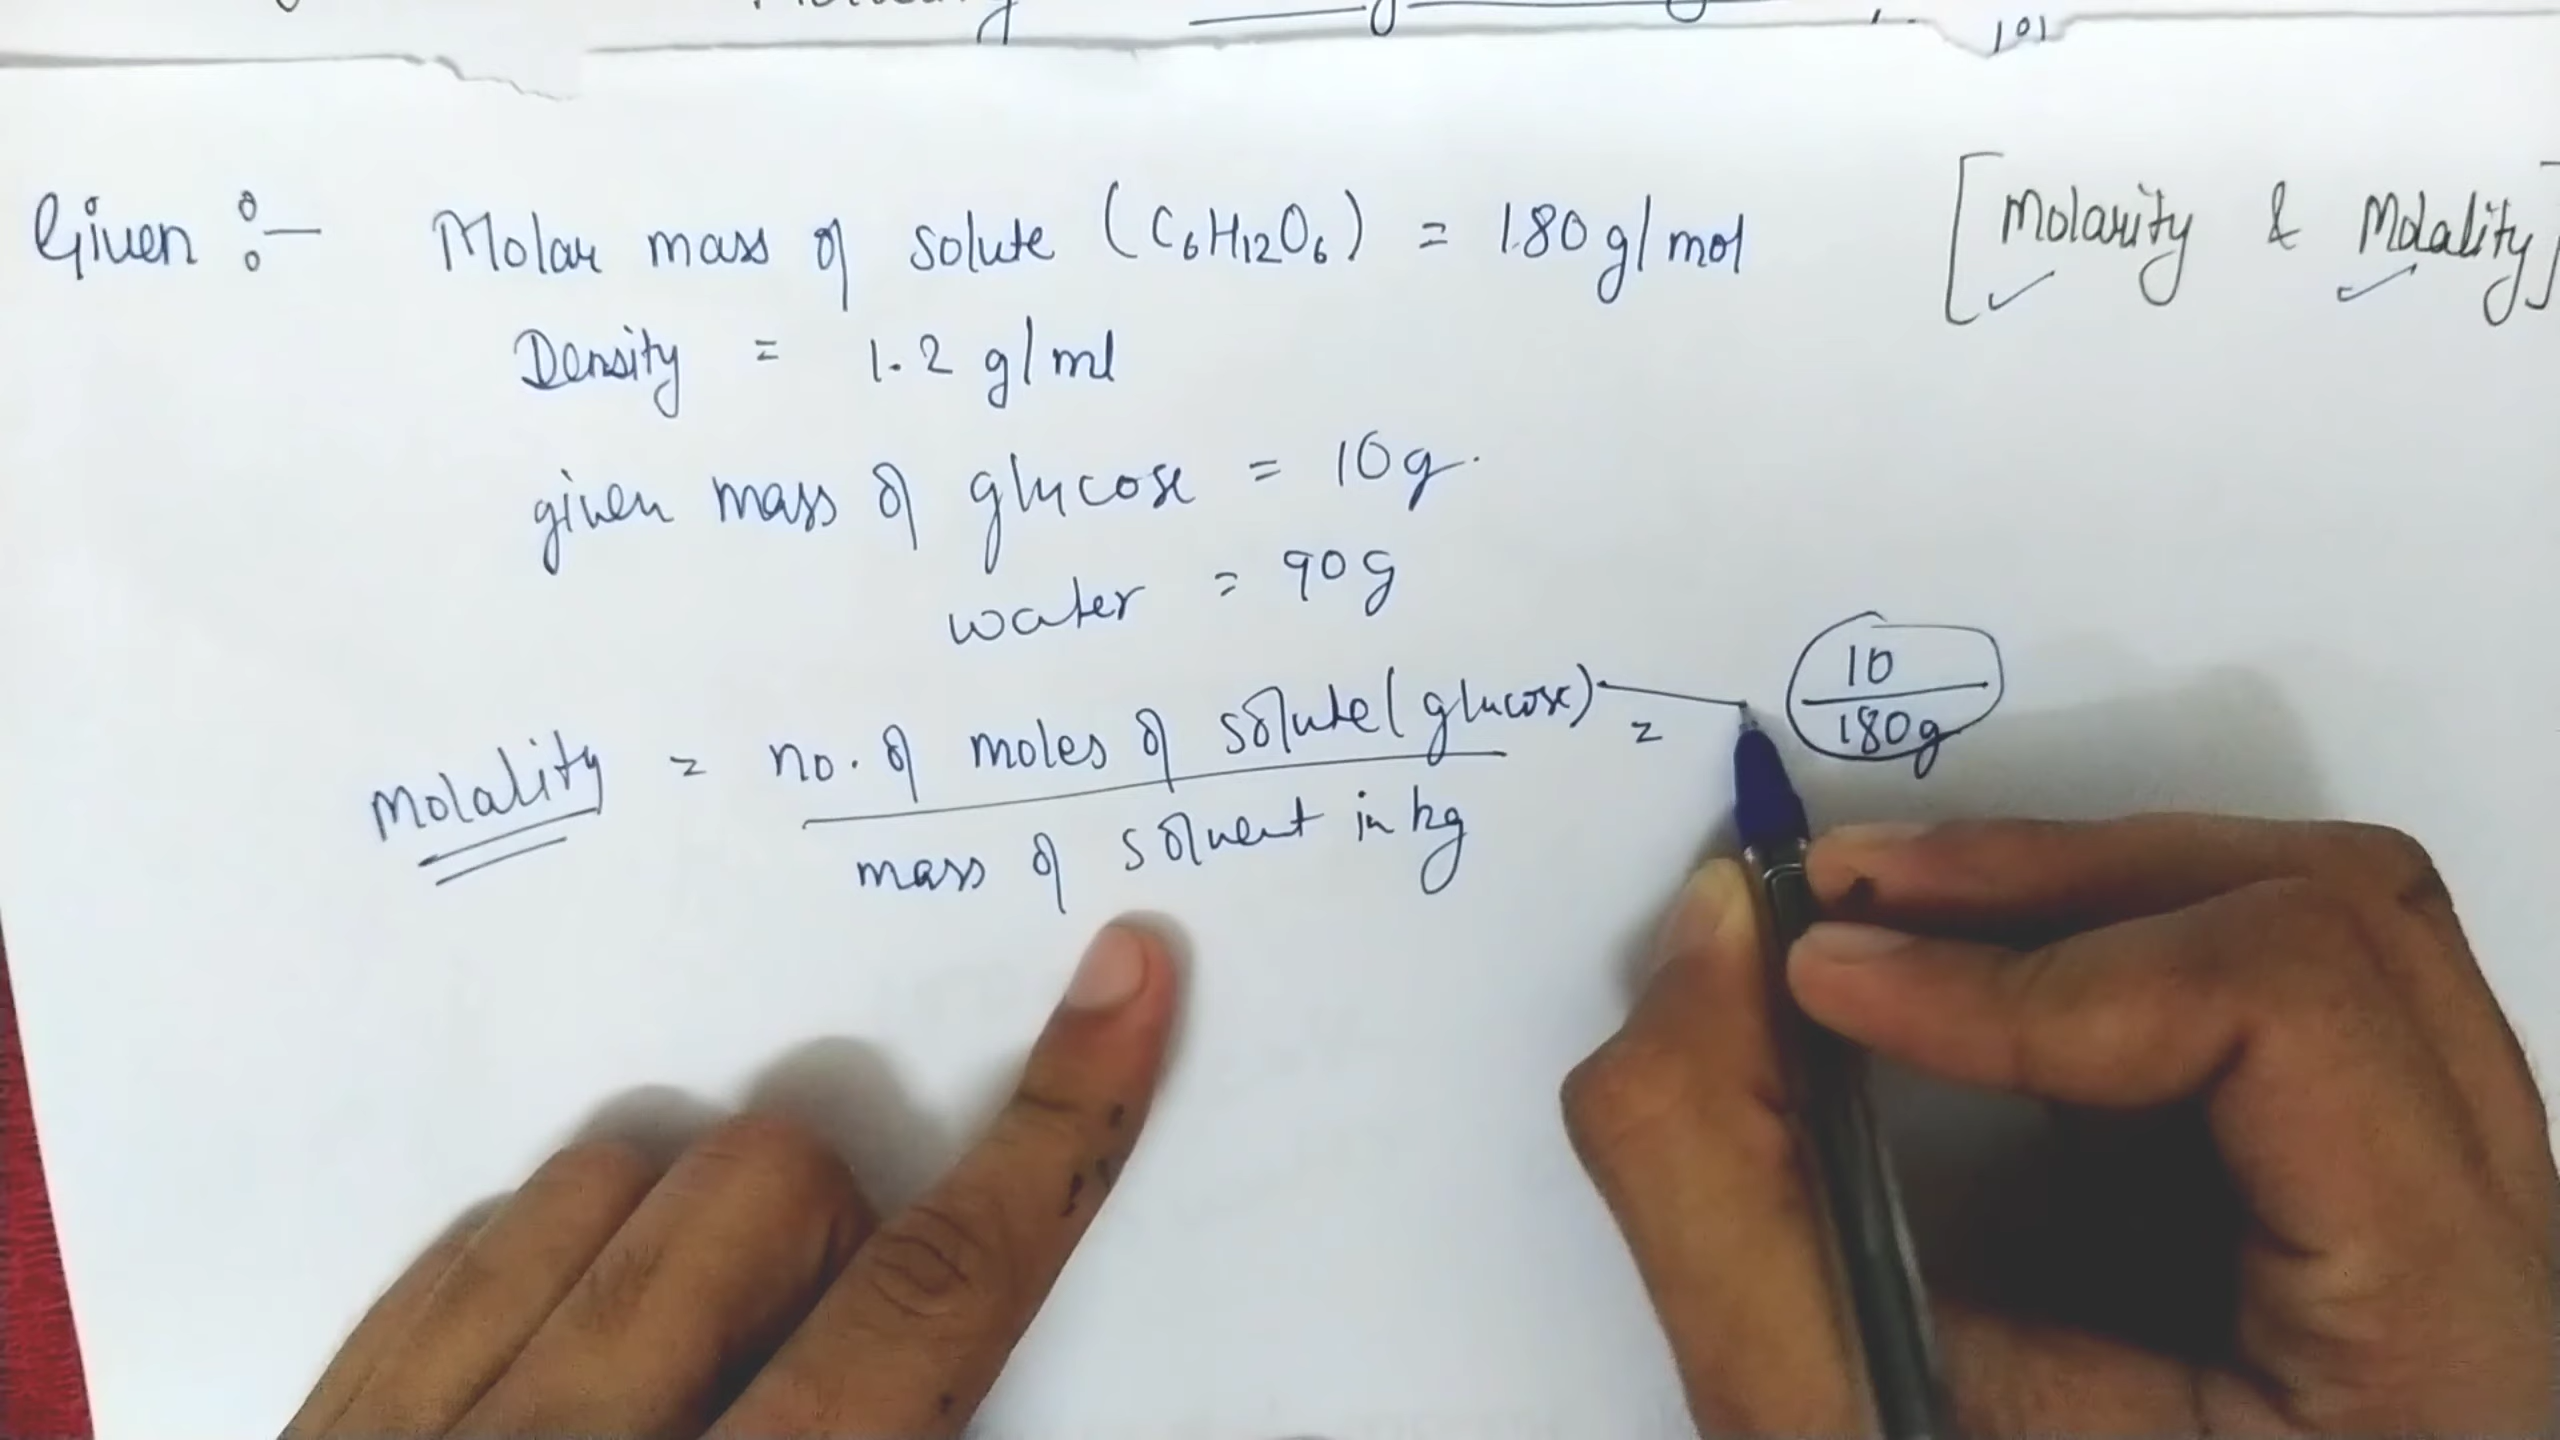 101
Given :- Molar mass of solute (C6H12O6) = 180 g/mol [Molarity & Molality]
Density = 1.2 g/ml
given mass of glucose = 10g.
water = 90g
Molality = no. of moles of solute (glucose) = 10
mass of solvent in kg 180g